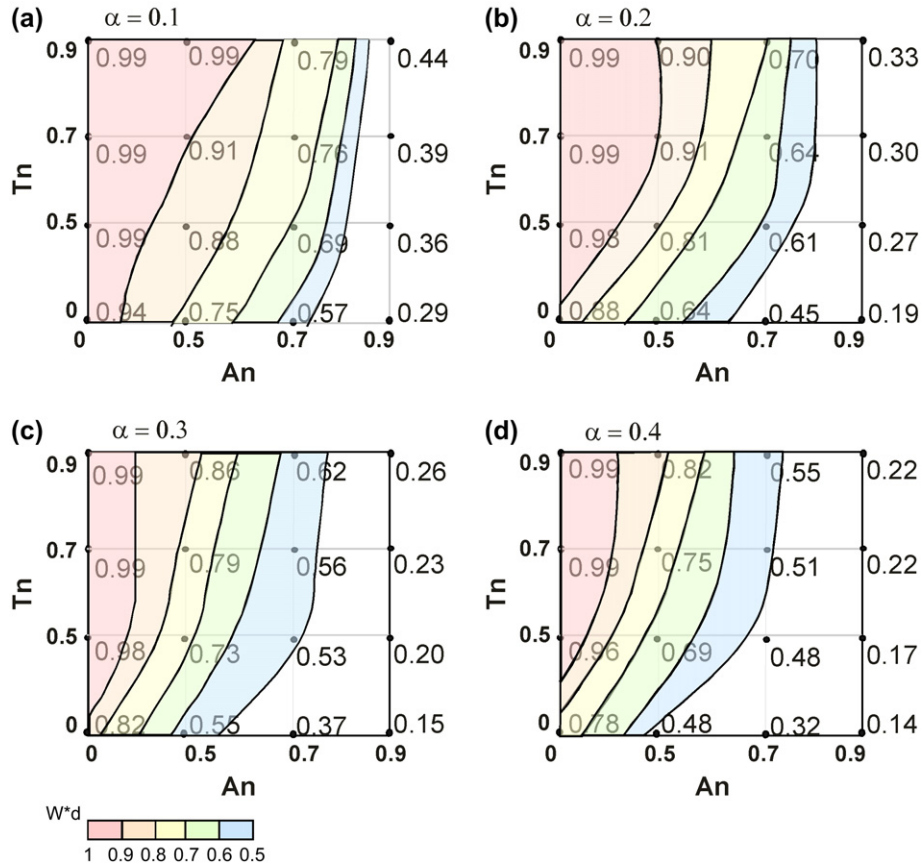 (a) α = 0.1
0.9 0.99 0.99 0.79 0.44
0.7 0.99 0.91 0.76 0.39
Tn
0.5 0.99 0.88 0.69 0.36
0 0.94 0.75 0.57 0.29
0 0.5 0.7 0.9
An
(b) α = 0.2
0.9 0.99 0.90 0.70 0.33
0.7 0.99 0.91 0.64 0.30
Tn
0.5 0.98 0.81 0.61 0.27
0 0.88 0.64 0.45 0.19
0 0.5 0.7 0.9
An
(c) α = 0.3
0.9 0.99 0.86 0.62 0.26
0.7 0.99 0.79 0.56 0.23
Tn
0.5 0.98 0.73 0.53 0.20
0 0.82 0.55 0.37 0.15
0 0.5 0.7 0.9
An
(d) α = 0.4
0.9 0.99 0.82 0.55 0.22
0.7 0.99 0.75 0.51 0.22
Tn
0.5 0.96 0.69 0.48 0.17
0 0.78 0.48 0.32 0.14
0 0.5 0.7 0.9
An
W*d
1 0.9 0.8 0.7 0.6 0.5